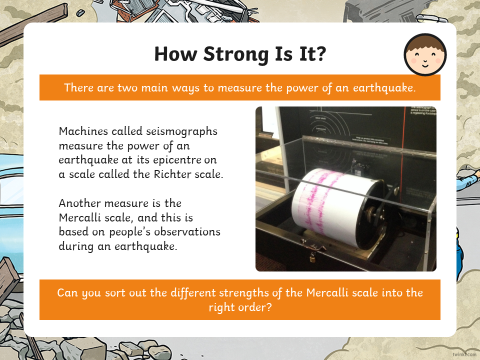 How Strong Is It?
There are two main ways to measure the power of an earthquake.
Machines called seismographs
measure the power of an
earthquake at its epicentre on
a scale called the Richter scale.
Another measure is the
Mercalli scale, and this is
based on people's observations
during an earthquake.
Can you sort out the different strengths of the Mercalli scale into the
right order?